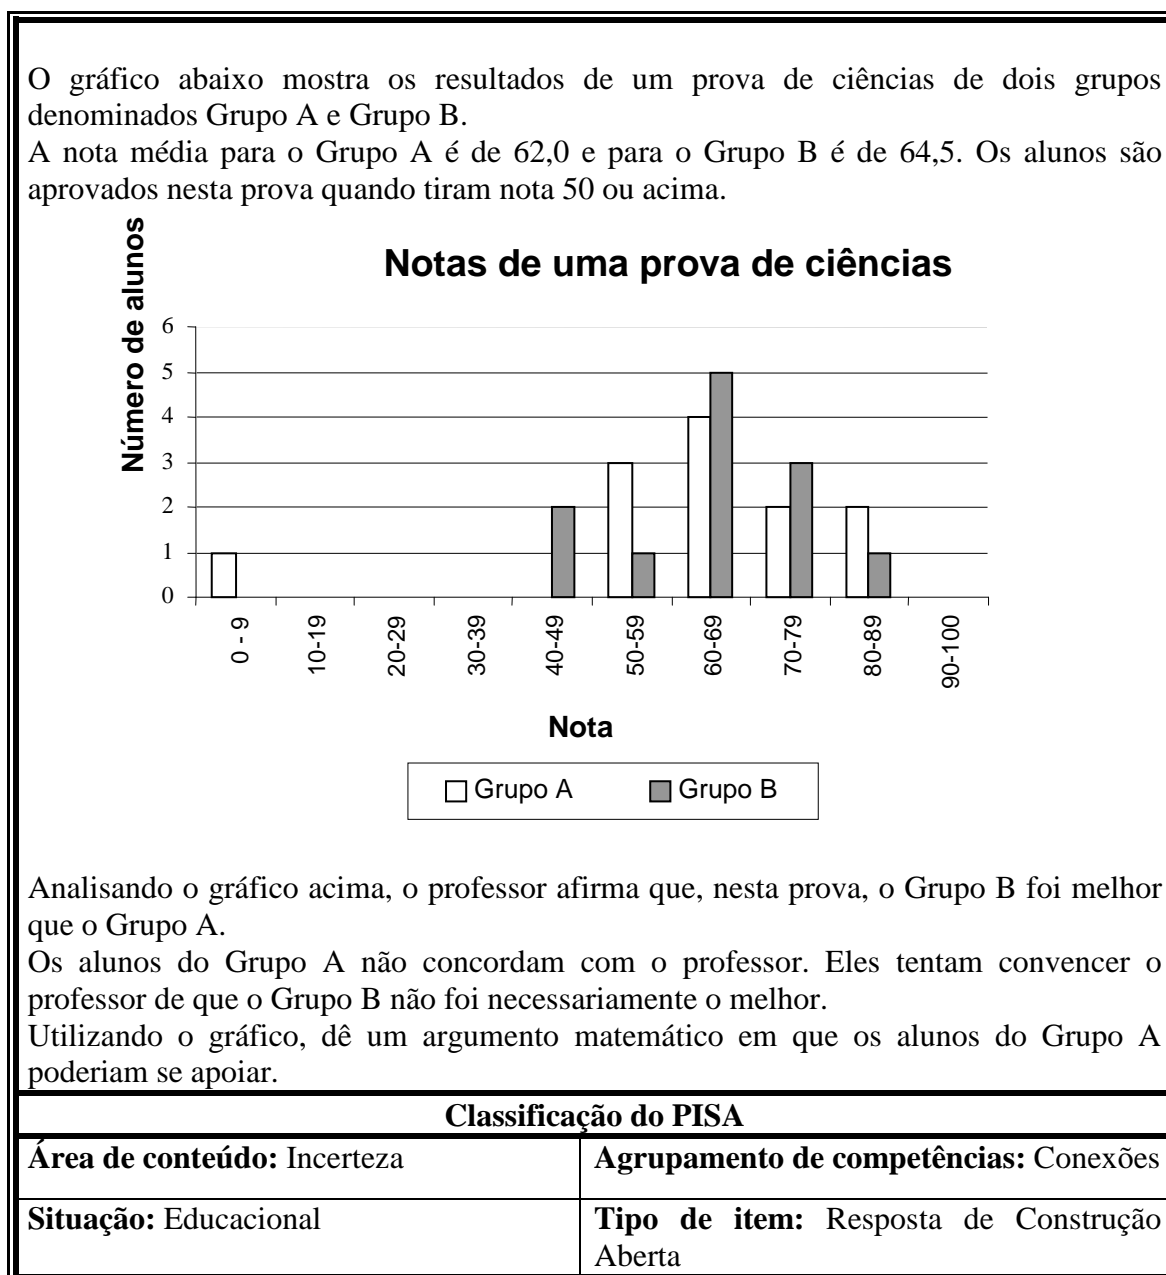 O gráfico abaixo mostra os resultados de um prova de ciências de dois grupos
denominados Grupo A e Grupo B.
A nota média para o Grupo A é de 62,0 e para o Grupo B é de 64,5. Os alunos são
aprovados nesta prova quando tiram nota 50 ou acima.
Notas de uma prova de ciências
Número de alunos
6
5
4
3
2
1
0
0 - 9
10-19
20-29
30-39
40-49
50-59
60-69
70-79
80-89
90-100
Nota
Grupo A
Grupo B
Analisando o gráfico acima, o professor afirma que, nesta prova, o Grupo B foi melhor
que o Grupo A.
Os alunos do Grupo A não concordam com o professor. Eles tentam convencer o
professor de que o Grupo B não foi necessariamente o melhor.
Utilizando o gráfico, dê um argumento matemático em que os alunos do Grupo A
poderiam se apoiar.
Classificação do PISA
Área de conteúdo: Incerteza
Agrupamento de competências: Conexões
Situação: Educacional
Tipo de item: Resposta de Construção
Aberta